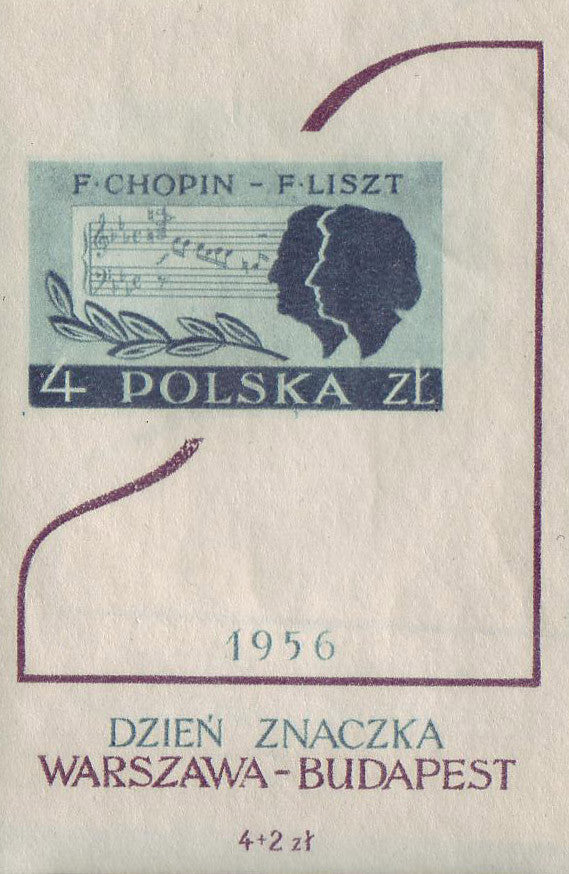 F·CHOPIN – F·LISZT
4 POLSKA ZŁ
1956
DZIEŃ ZNACZKA
WARSZAWA-BUDAPEST
4+2 zł